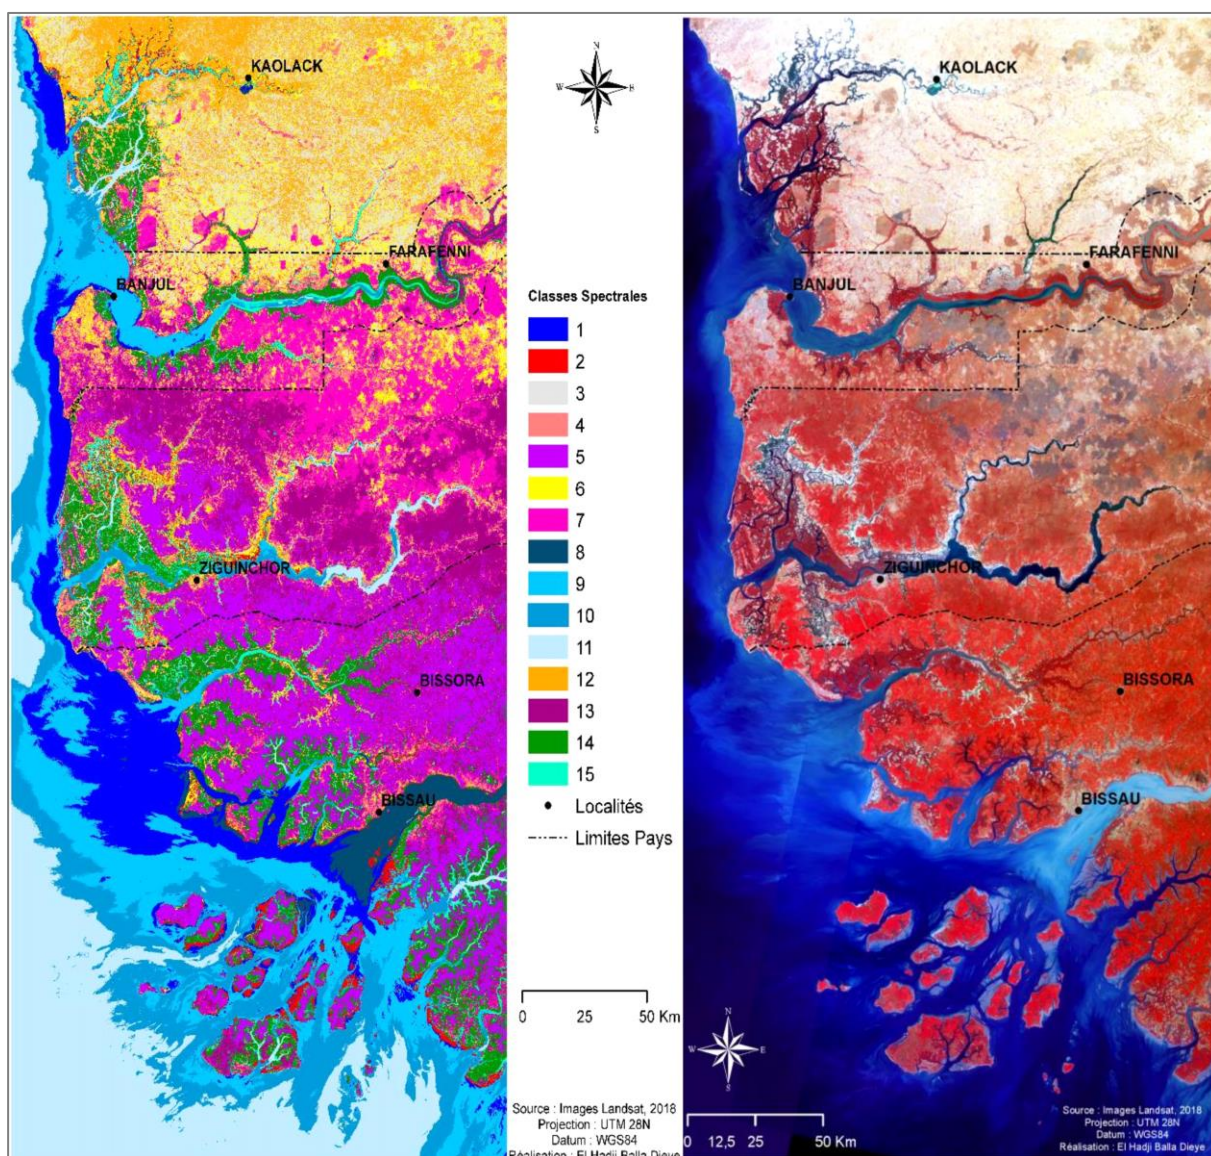 KAOLACK
FARAFENNI
BANJUL
ZIGUINCHOR
BISSORA
BISSAU
N
W
E
S
Classes Spectrales
1
2
3
4
5
6
7
8
9
10
11
12
13
14
15
Localités
Limites Pays
0 25 50 Km
Source : Images Landsat, 2018
Projection : UTM 28N
Datum : WGS84
Réalisation : El Hadji Balla Dieye
KAOLACK
FARAFENNI
BANJUL
ZIGUINCHOR
BISSORA
BISSAU
N
W
E
S
0 12,5 25 50 Km
Source : Images Landsat, 2018
Projection : UTM 28N
Datum : WGS84
Réalisation : El Hadji Balla Dieye